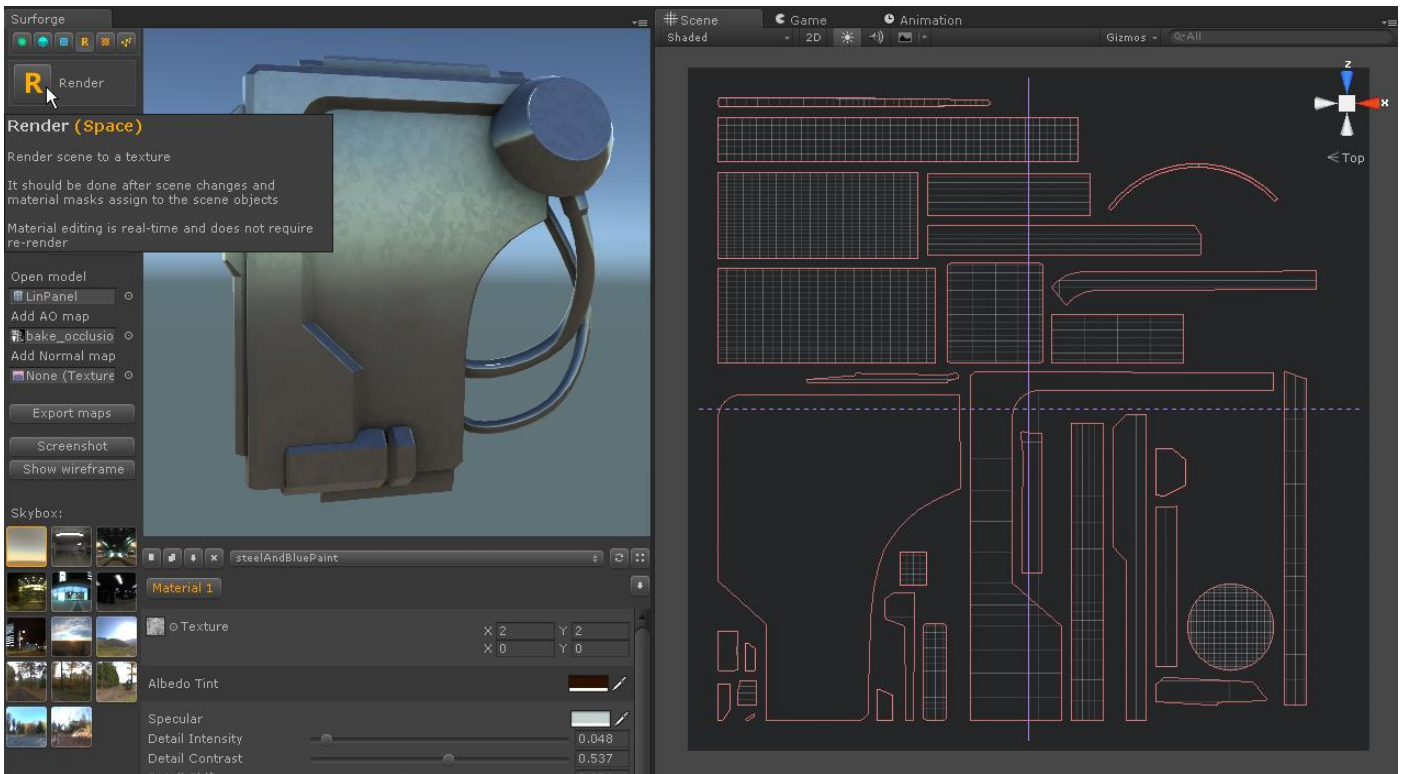 Surforge
R
R Render
Render (Space)
Render scene to a texture
It should be done after scene changes and
material masks assign to the scene objects
Material editing is real-time and does not require
re-render
Open model
LinPanel
Add AO map
bake_occlusio
Add Normal map
None (Texture
Export maps
Screenshot
Show wireframe
Skybox:
steelAndBluePaint
Material 1
Texture
X 2 Y 2
X 0 Y 0
Albedo Tint
Specular
Detail Intensity 0.048
Detail Contrast 0.537
Scene Game Animation
Shaded 2D Gizmos All
z
x
Top